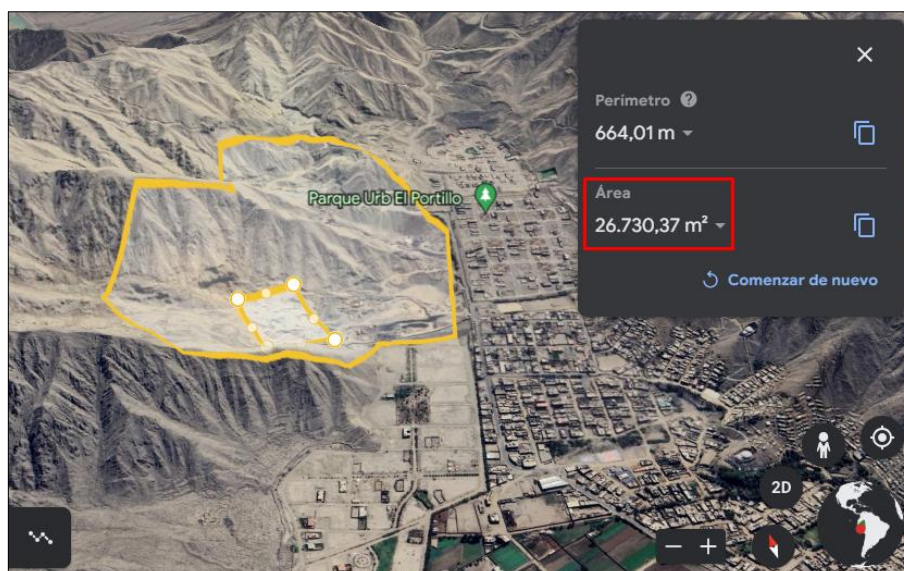 Perímetro ?
664,01 m
Área
26.730,37 m²
Comenzar de nuevo
Parque Urb El Portillo
2D